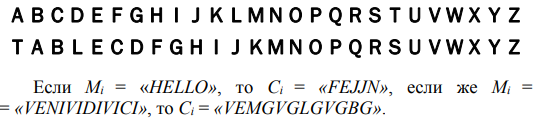 A B C D E F G H I J K L M N O P Q R S T U V W X Y Z
T A B L E C D F G H I J K M N O P Q R S U V W X Y Z
Если Mi = «HELLO», то Ci = «FEJJN», если же Mi =
= «VENIVIDIVICI», то Ci = «VEMGVGLGVGBG».